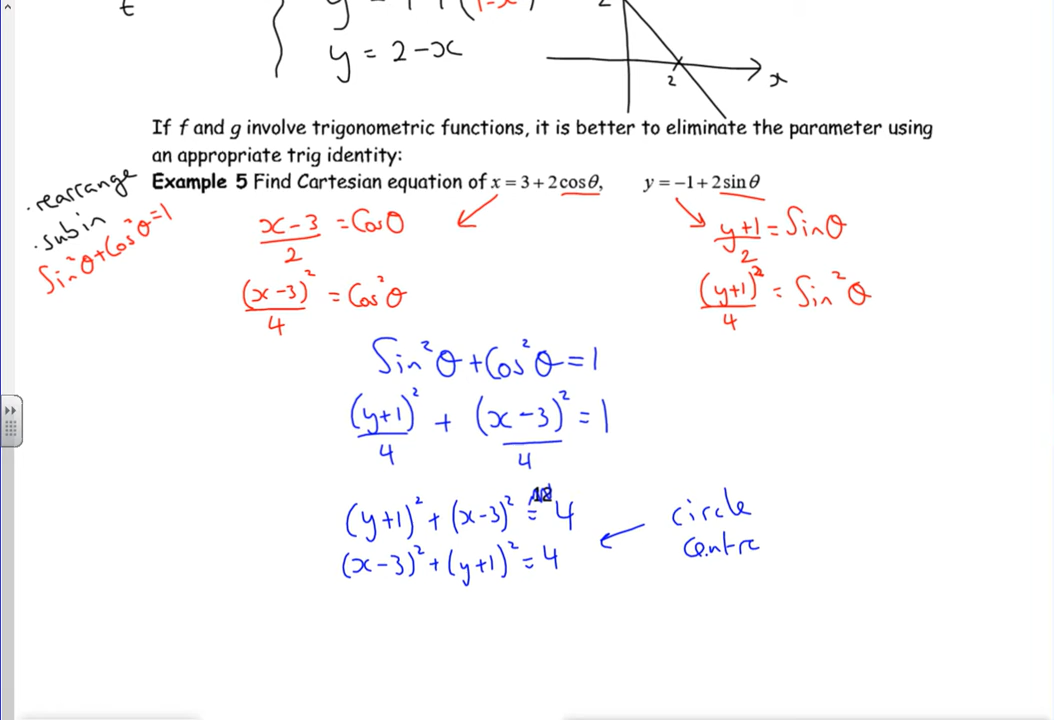 t
y = 2 - x
2
2
x
If f and g involve trigonometric functions, it is better to eliminate the parameter using
an appropriate trig identity:
Example 5 Find Cartesian equation of x = 3 + 2cosθ, y = -1 + 2sinθ
· rearrange
· sub in
Sin²θ + Cos²θ = 1
(x - 3)/2 = Cosθ
(y+1)/2 = Sinθ
(x - 3)²/4 = Cos²θ
(y+1)²/4 = Sin²θ
Sin²θ + Cos²θ = 1
(y+1)²/4 + (x - 3)²/4 = 1
(y+1)² + (x - 3)² = 4
(x - 3)² + (y+1)² = 4
circle
centre